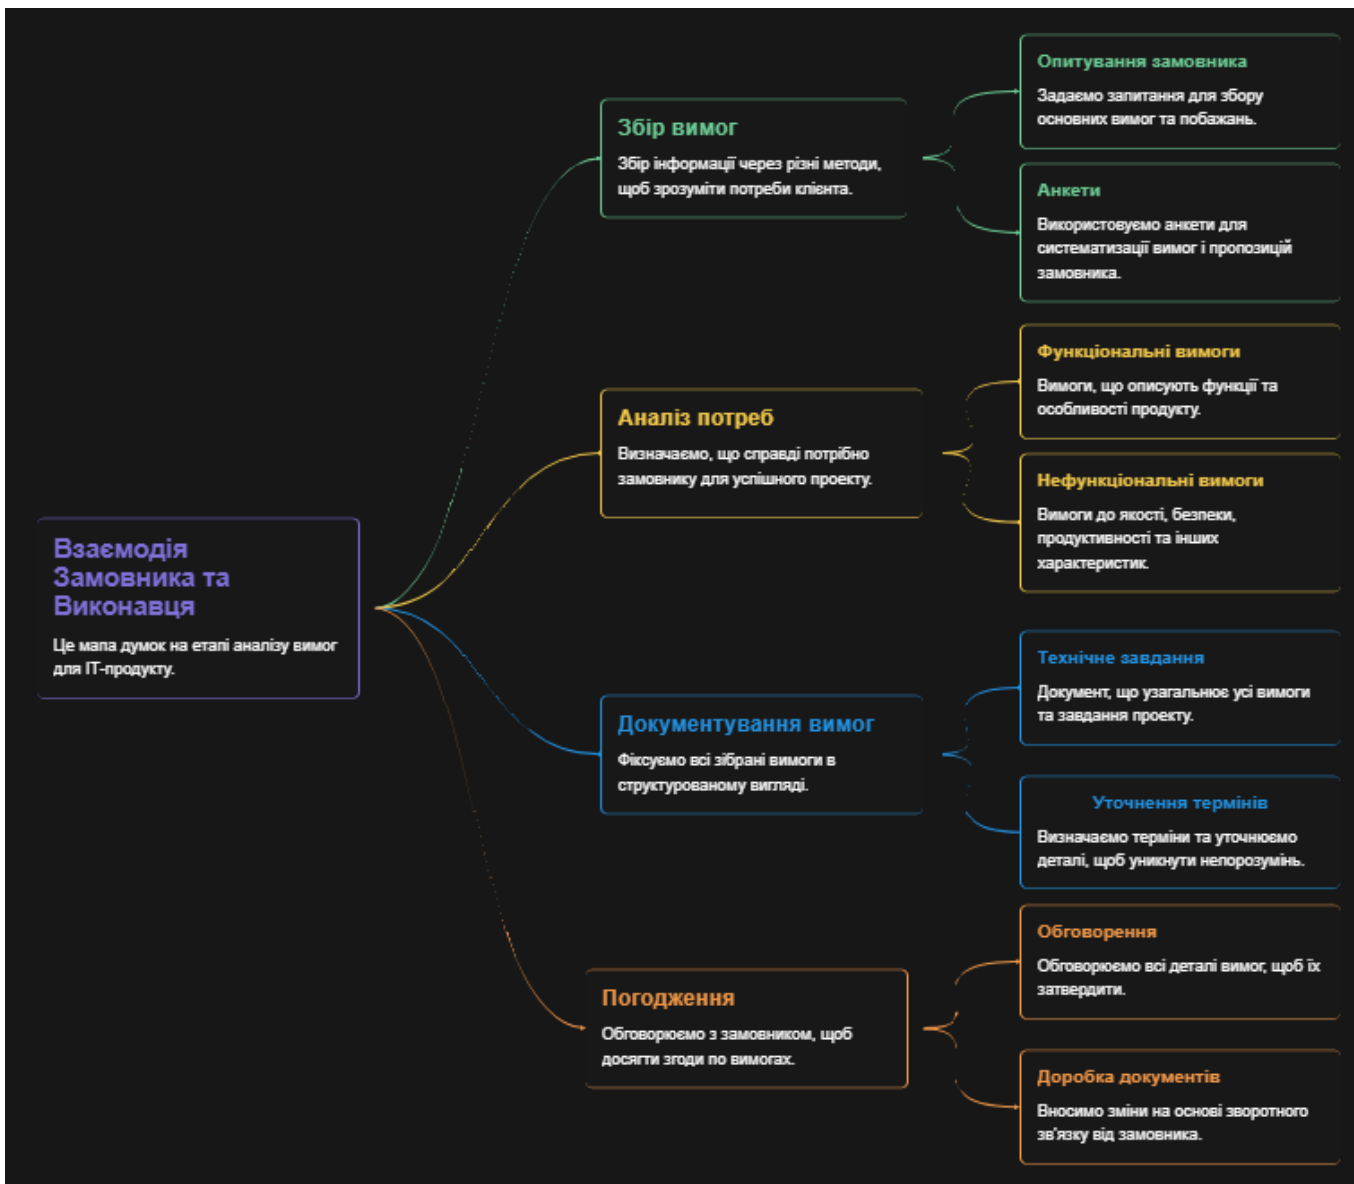 Взаємодія
Замовника та
Виконавця
Це мапа думок на етапі аналізу вимог
для ІТ-продукту.
Збір вимог
Збір інформації через різні методи,
щоб зрозуміти потреби клієнта.
Опитування замовника
Задаємо запитання для збору
основних вимог та побажань.
Анкети
Використовуємо анкети для
систематизації вимог і пропозицій
замовника.
Аналіз потреб
Визначаємо, що справді потрібно
замовнику для успішного проекту.
Функціональні вимоги
Вимоги, що описують функції та
особливості продукту.
Нефункціональні вимоги
Вимоги до якості, безпеки,
продуктивності та інших
характеристик.
Документування вимог
Фіксуємо всі зібрані вимоги в
структурованому вигляді.
Технічне завдання
Документ, що узагальнює усі вимоги
та завдання проекту.
Уточнення термінів
Визначаємо терміни та уточнюємо
деталі, щоб уникнути непорозумінь.
Погодження
Обговорюємо з замовником, щоб
досягти згоди по вимогах.
Обговорення
Обговорюємо всі деталі вимог, щоб їх
затвердити.
Доробка документів
Вносимо зміни на основі зворотного
зв'язку від замовника.